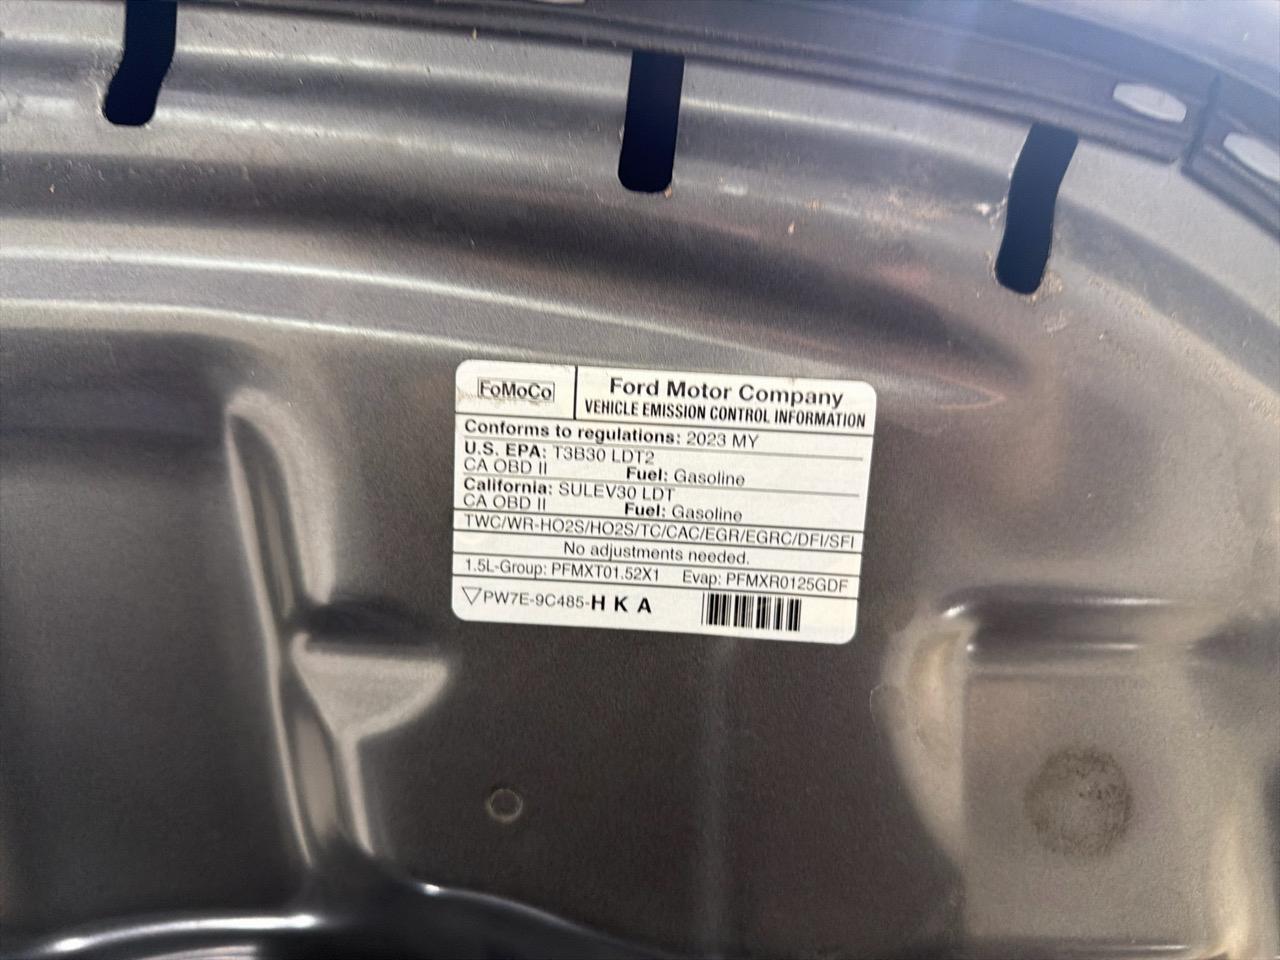 FoMoCo
Ford Motor Company
VEHICLE EMISSION CONTROL INFORMATION
Conforms to regulations: 2023 MY
U.S. EPA: T3B30 LDT2
CA OBD II Fuel: Gasoline
California: SULEV30 LDT
CA OBD II Fuel: Gasoline
TWC/WR-HO2S/HO2S/TC/CAC/EGR/EGRC/DFI/SFI
No adjustments needed.
1.5L-Group: PFMXT01.52X1 Evap: PFMXR0125GDF
▽PW7E-9C485-H K A